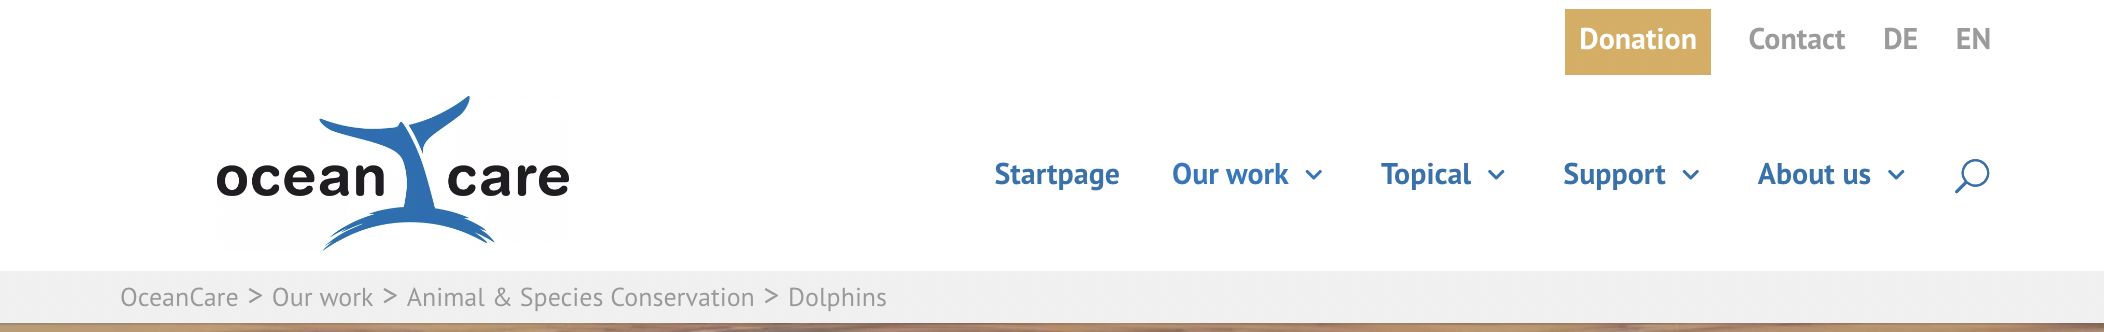 Donation Contact DE EN
ocean care
Startpage Our work Topical Support About us
OceanCare > Our work > Animal & Species Conservation > Dolphins